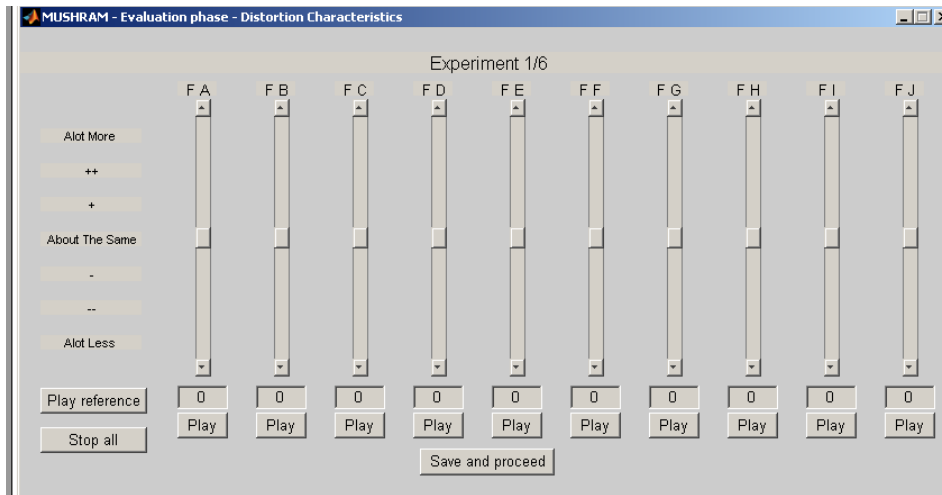 MUSHRAM - Evaluation phase - Distortion Characteristics
Experiment 1/6
F A F B F C F D F E F F F G F H F I F J
Alot More
++
+
About The Same
-
--
Alot Less
Play reference 0 0 0 0 0 0 0 0 0 0
Play Play Play Play Play Play Play Play Play Play
Stop all
Save and proceed